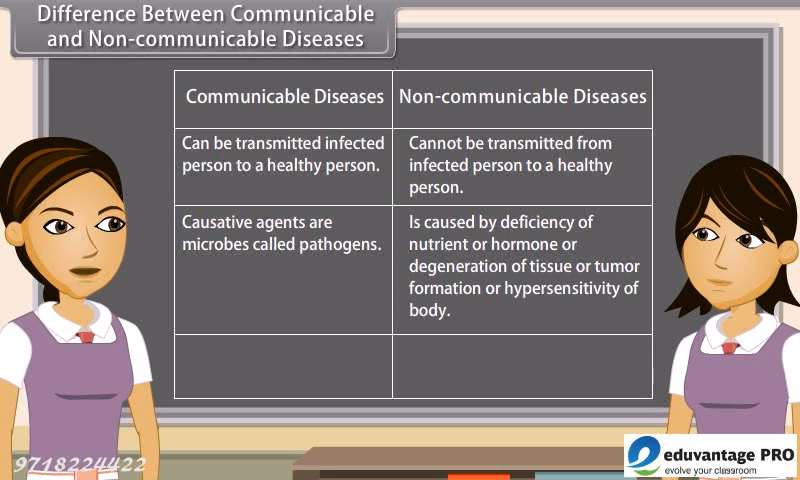 Difference Between Communicable
and Non-communicable Diseases
Communicable Diseases
Non-communicable Diseases
Can be transmitted infected
person to a healthy person.
Cannot be transmitted from
infected person to a healthy
person.
Causative agents are
microbes called pathogens.
Is caused by deficiency of
nutrient or hormone or
degeneration of tissue or tumor
formation or hypersensitivity of
body.
9718224422
eduvantage PRO
evolve your classroom